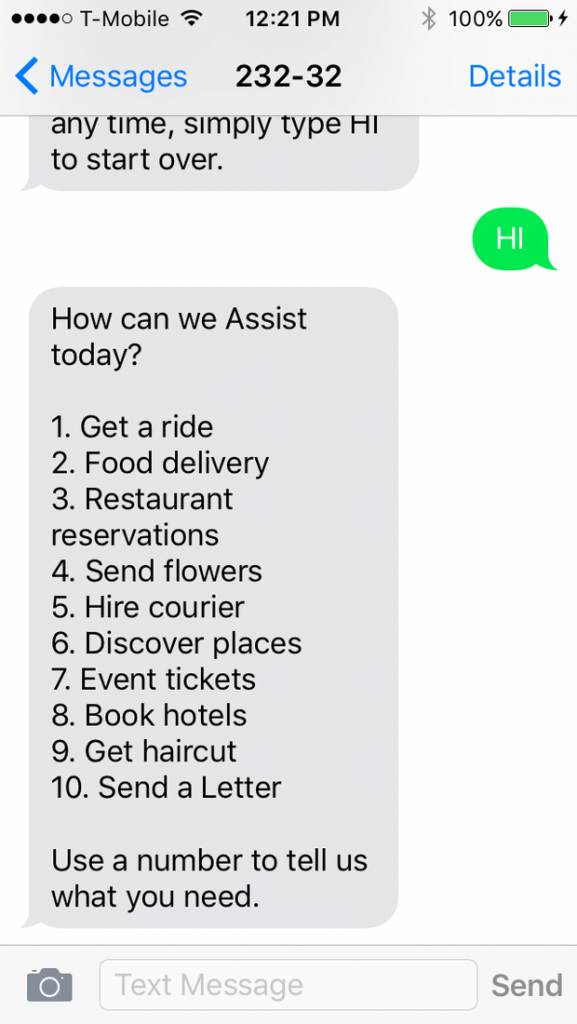 T-Mobile 12:21 PM 100%
Messages 232-32 Details
any time, simply type HI
to start over.
HI
How can we Assist
today?
1. Get a ride
2. Food delivery
3. Restaurant
reservations
4. Send flowers
5. Hire courier
6. Discover places
7. Event tickets
8. Book hotels
9. Get haircut
10. Send a Letter
Use a number to tell us
what you need.
Text Message Send